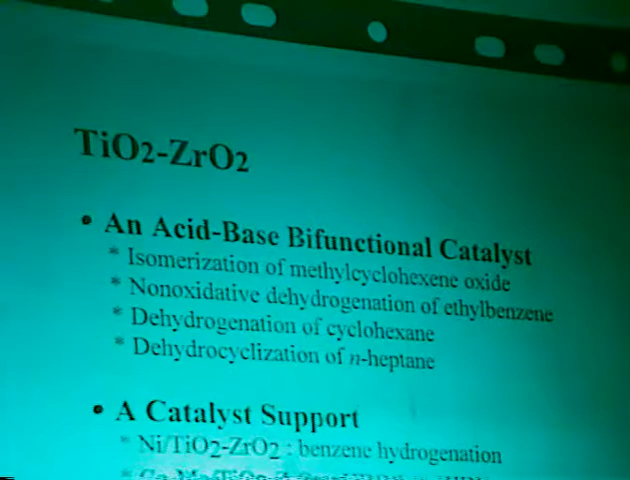 TiO2-ZrO2
• An Acid-Base Bifunctional Catalyst
* Isomerization of methylcyclohexene oxide
* Nonoxidative dehydrogenation of ethylbenzene
* Dehydrogenation of cyclohexane
* Dehydrocyclization of n-heptane
• A Catalyst Support
* Ni/TiO2-ZrO2 : benzene hydrogenation